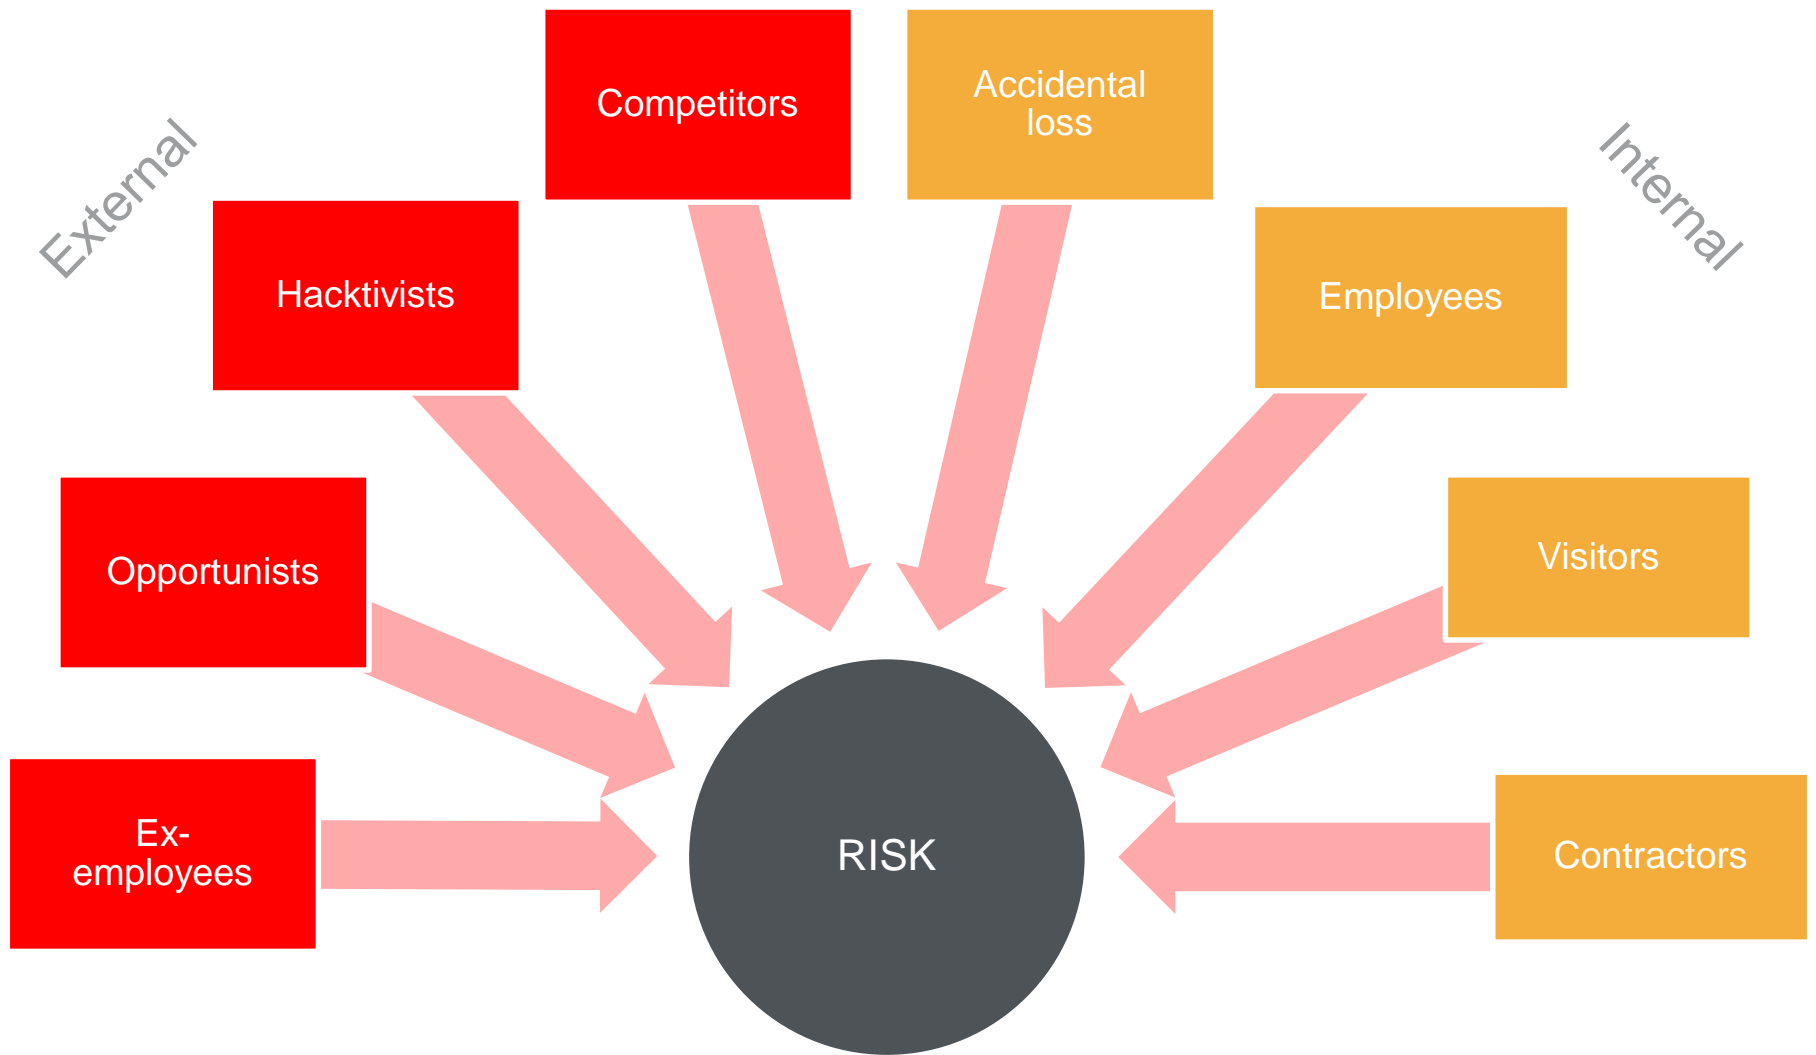 Competitors
Accidental
loss
External
Internal
Hacktivists
Employees
Opportunists
Visitors
Ex-
employees
RISK
Contractors